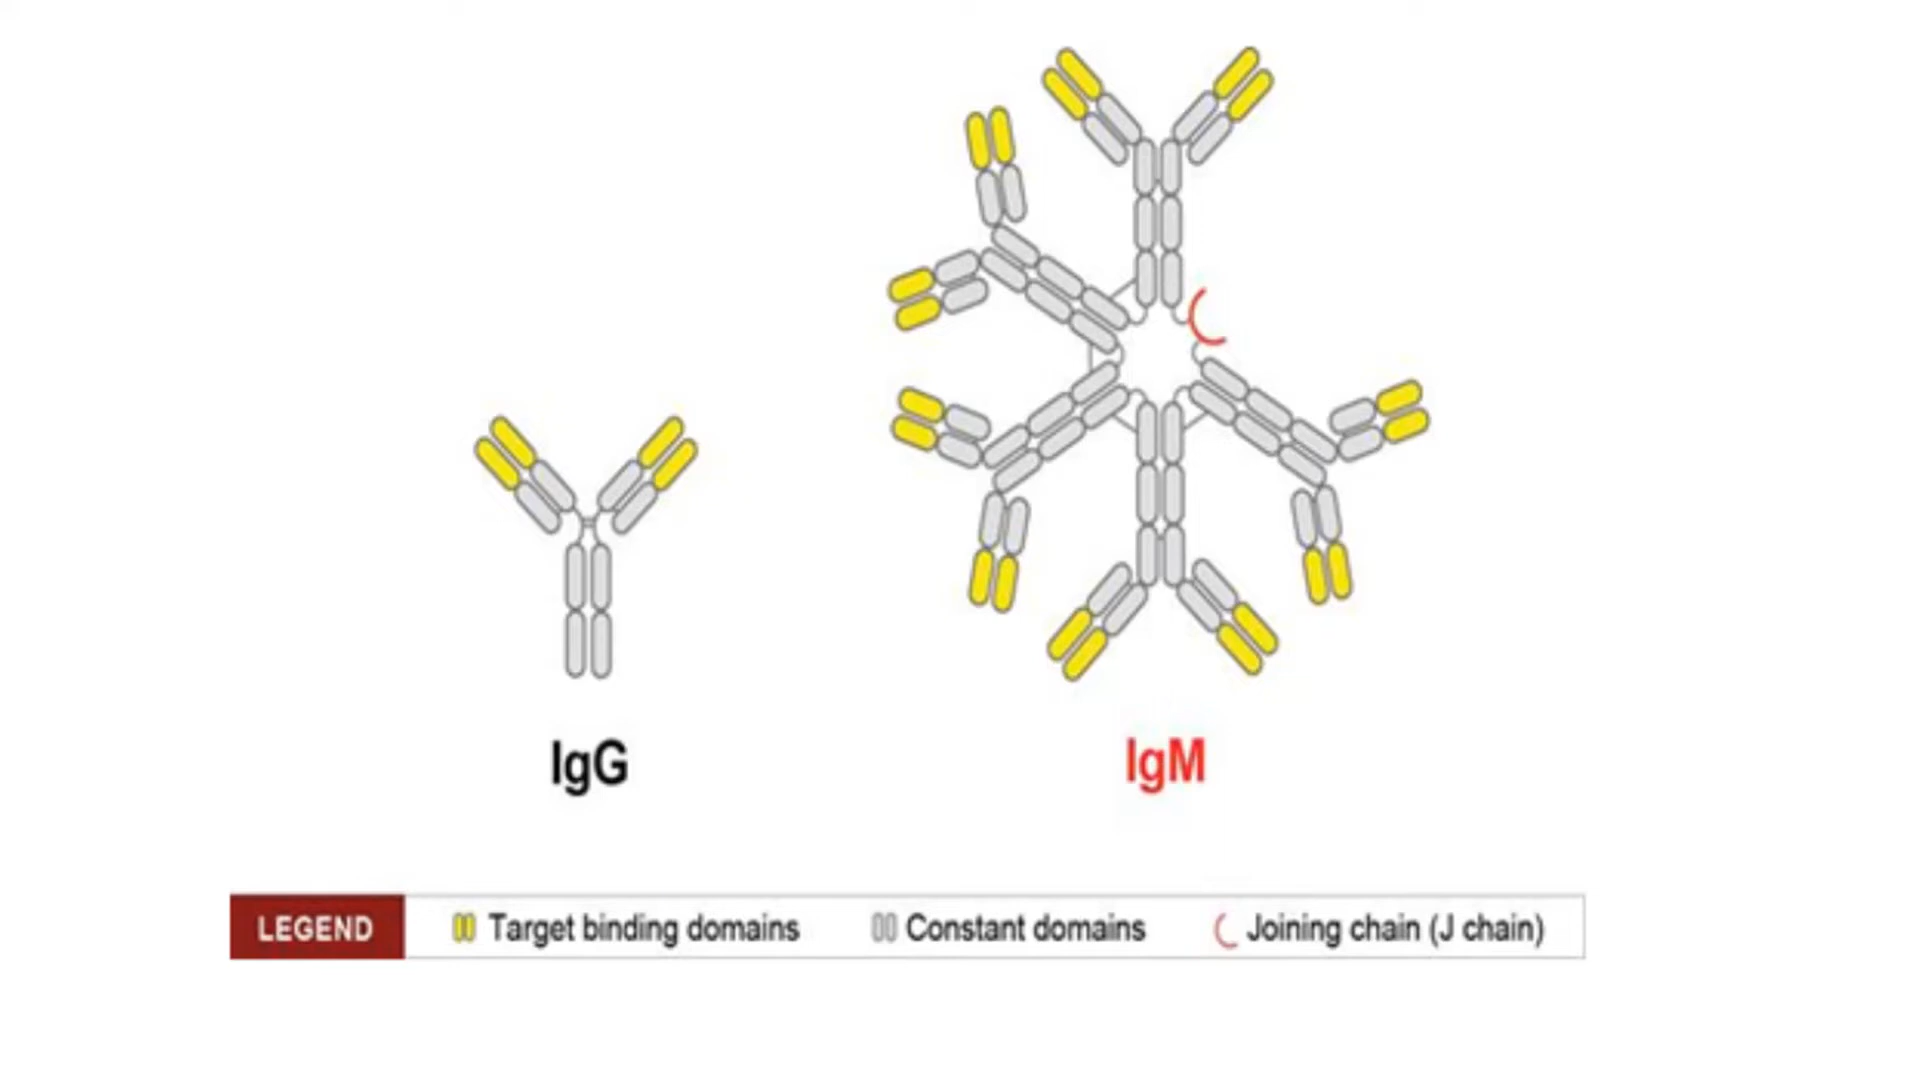 IgG
IgM
LEGEND Target binding domains Constant domains Joining chain (J chain)